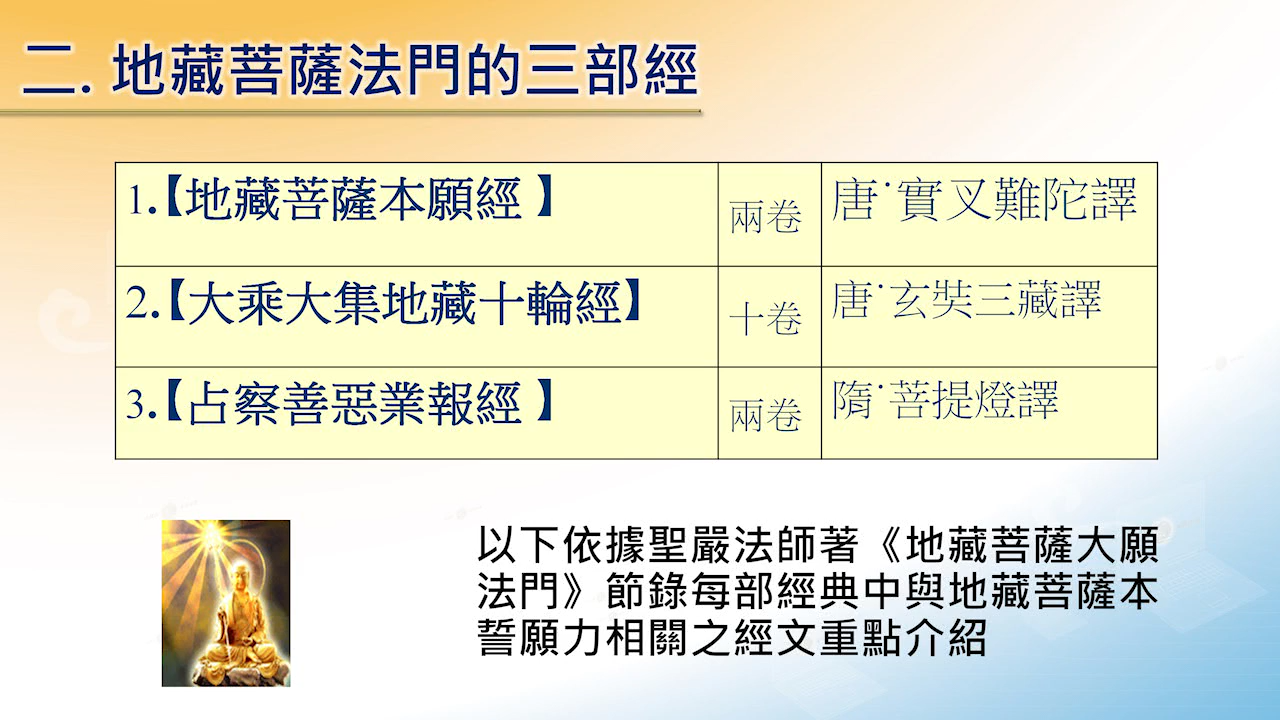 二. 地藏菩薩法門的三部經
1.【地藏菩薩本願經 】 兩卷 唐˙實叉難陀譯
2.【大乘大集地藏十輪經】 十卷 唐˙玄奘三藏譯
3.【占察善惡業報經 】 兩卷 隋˙菩提燈譯
以下依據聖嚴法師著《地藏菩薩大願
法門》節錄每部經典中與地藏菩薩本
誓願力相關之經文重點介紹